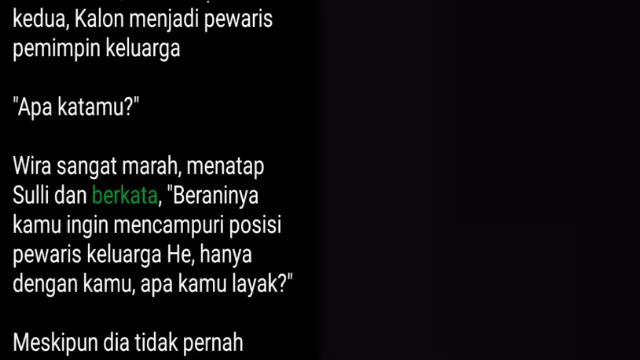 kedua, Kalon menjadi pewaris
pemimpin keluarga
"Apa katamu?"
Wira sangat marah, menatap
Sulli dan berkata, "Beraninya
kamu ingin mencampuri posisi
pewaris keluarga He, hanya
dengan kamu, apa kamu layak?"
Meskipun dia tidak pernah